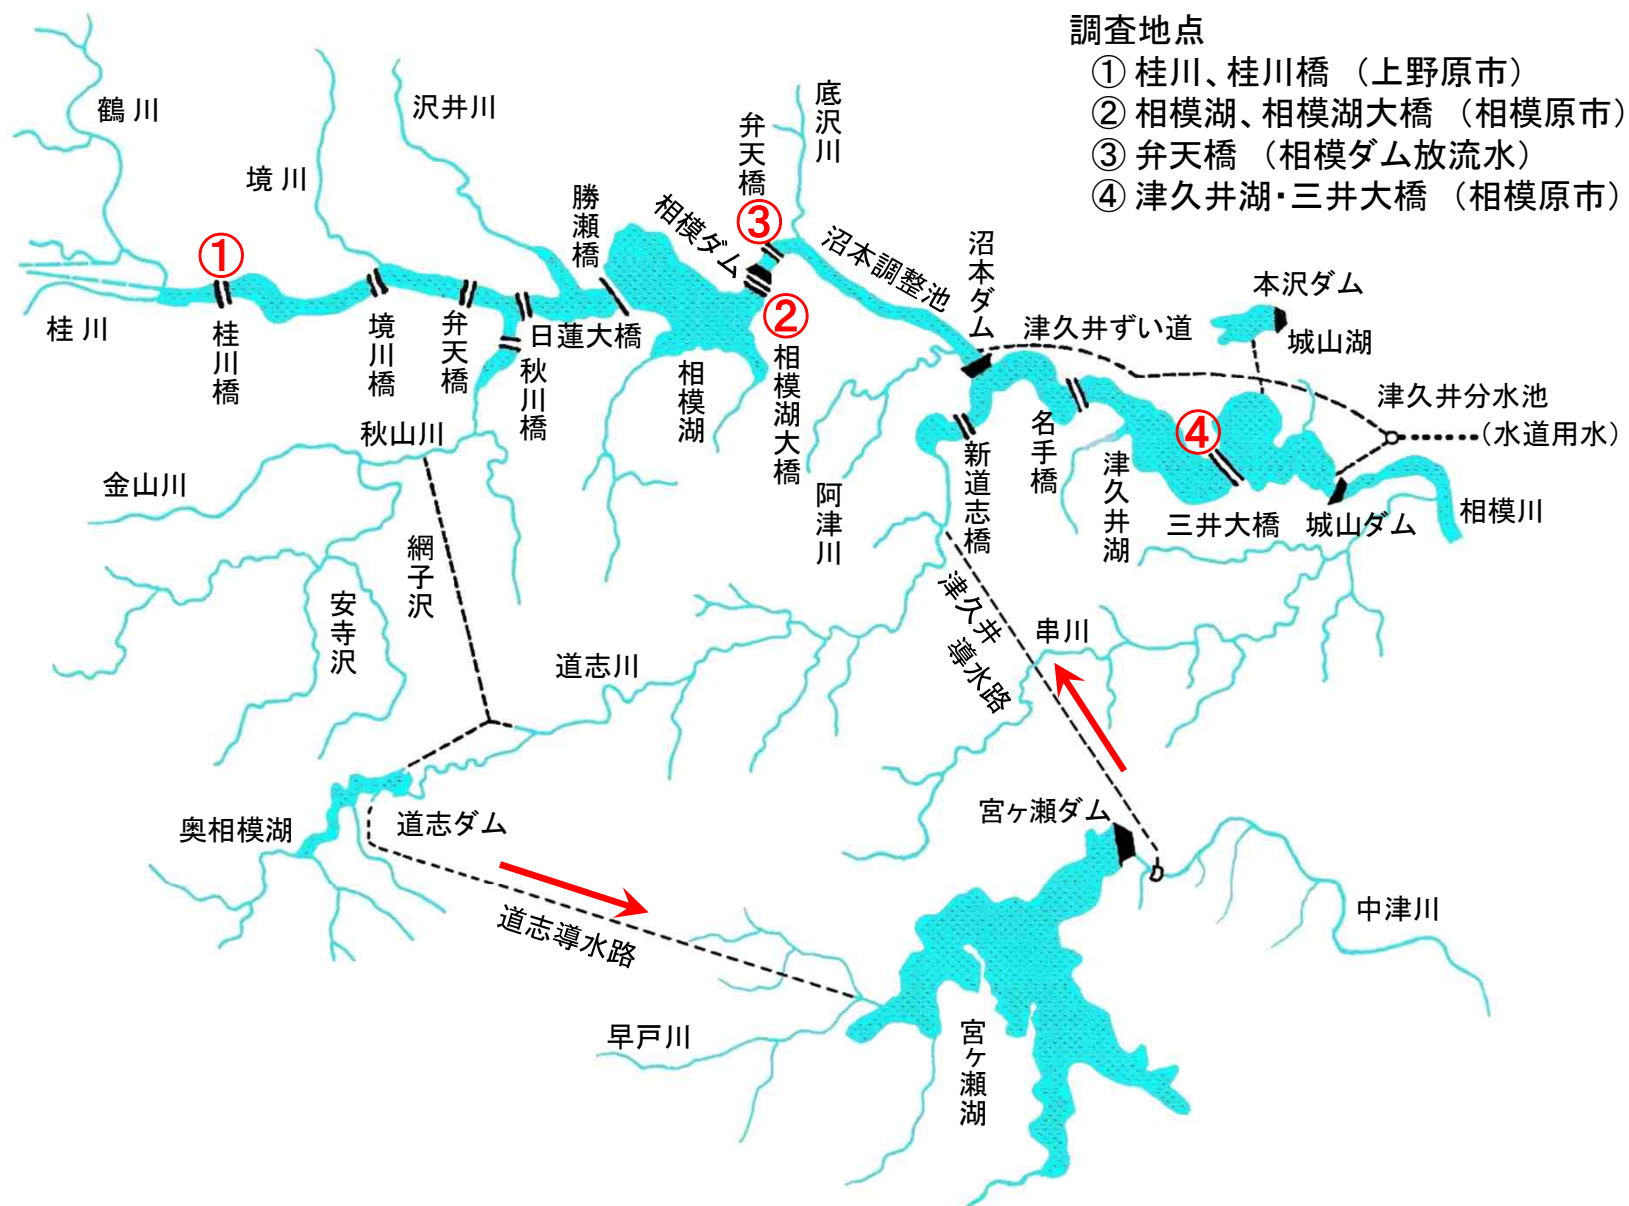 調査地点
① 桂川、桂川橋 （上野原市）
② 相模湖、相模湖大橋 （相模原市）
③ 弁天橋 （相模ダム放流水）
④ 津久井湖・三井大橋 （相模原市）
鶴川
沢井川
底沢川
弁天橋
境川
勝瀬橋
相模ダム
③
沼本調整池
沼本ダム
①
本沢ダム
城山湖
津久井ずい道
桂川
桂川橋
境川橋
弁天橋
日蓮大橋
秋川橋
相模湖
②
相模湖大橋
津久井分水池
（水道用水）
④
名手橋
新道志橋
津久井湖
三井大橋
城山ダム
相模川
秋山川
金山川
網子沢
阿津川
安寺沢
津久井
導水路
串川
道志川
奥相模湖
道志ダム
宮ヶ瀬ダム
道志導水路
中津川
早戸川
宮ヶ瀬湖